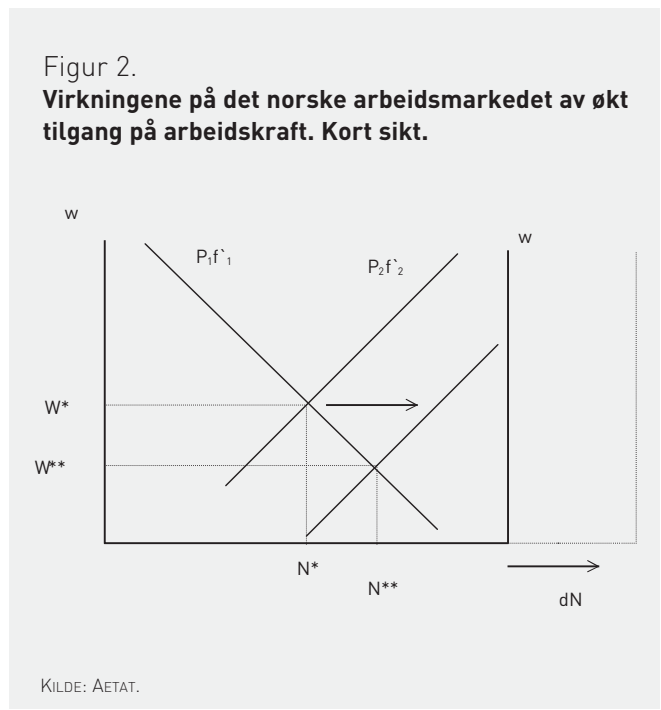 Figur 2.
Virkningene på det norske arbeidsmarkedet av økt
tilgang på arbeidskraft. Kort sikt.
w
w
P₁f`₁
P₂f`₂
W*
W**
N*
N**
dN
KILDE: AETAT.